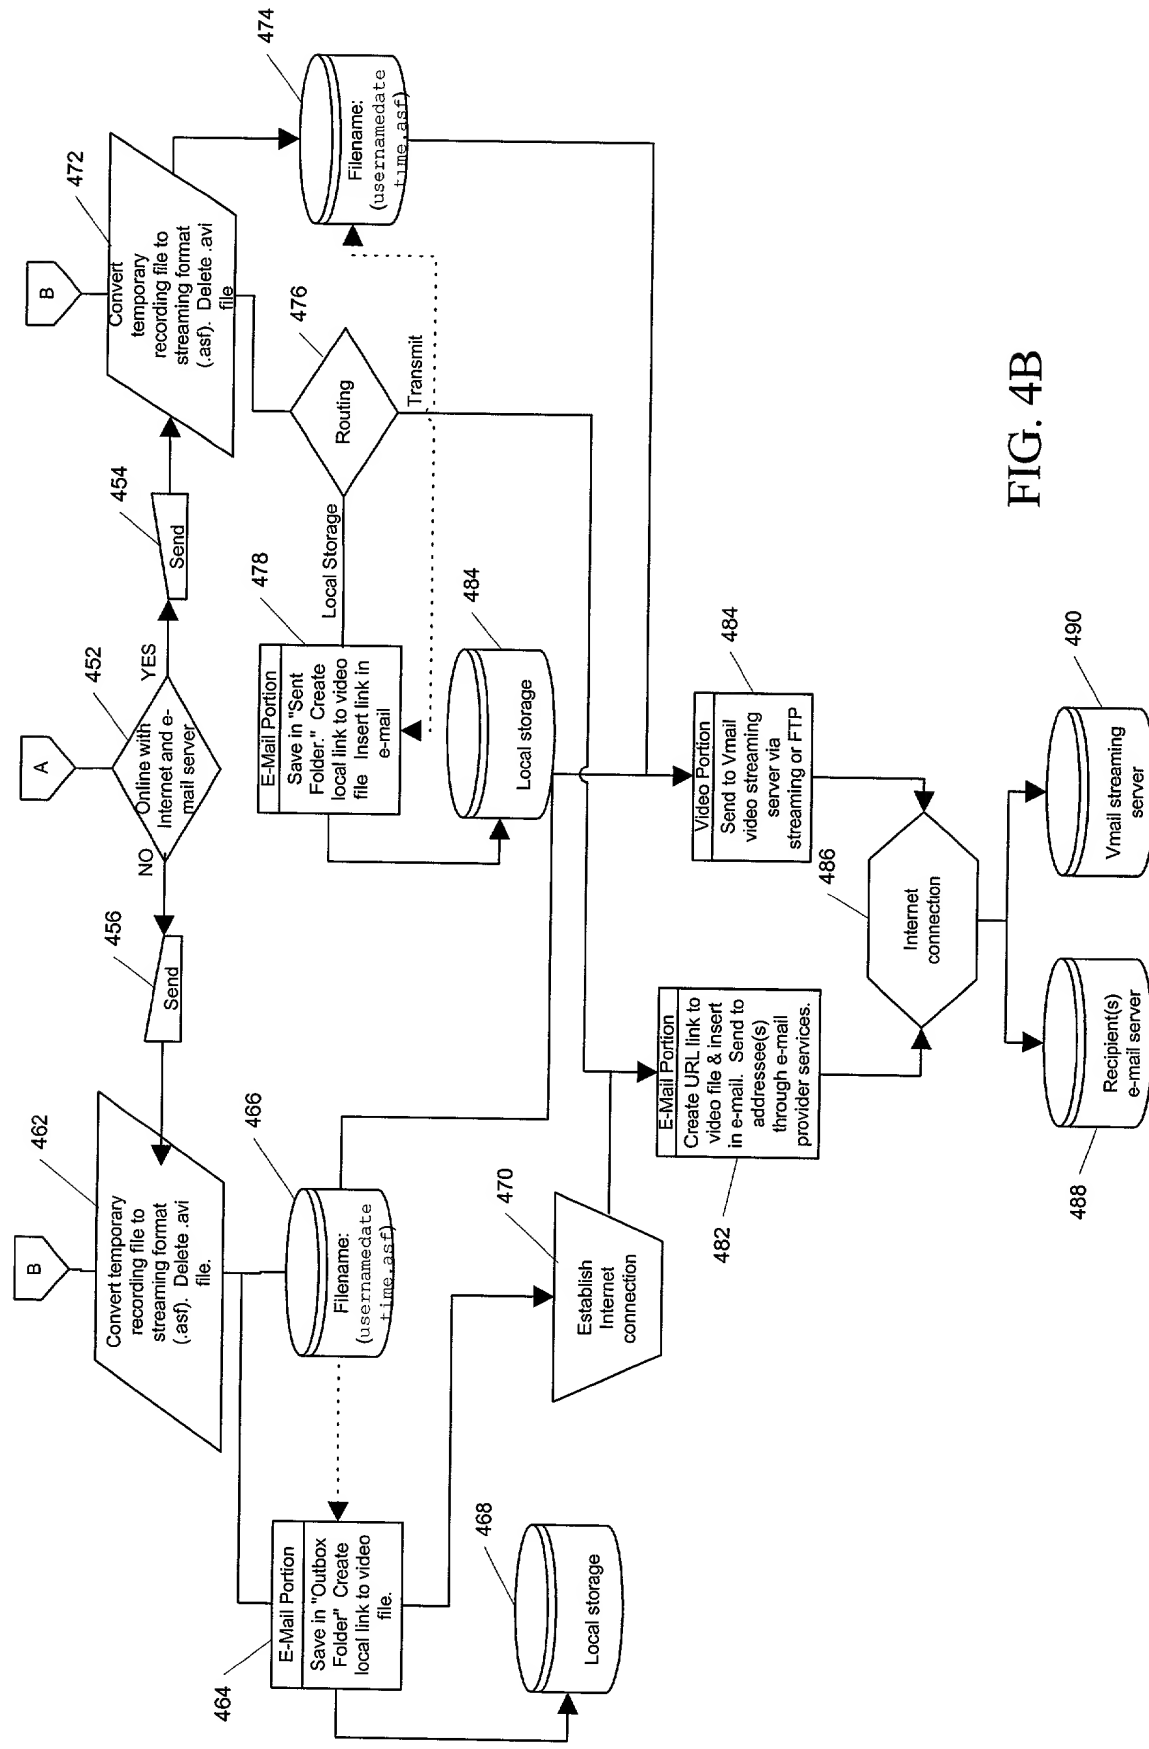 B
462
Convert temporary
recording file to
streaming format
(.asf).  Delete .avi
file.
456
Send
NO
A
452
Online with
Internet and e-
mail server
YES
454
Send
B
472
Convert
temporary
recording file to
streaming format
(.asf).  Delete .avi
file
474
Filename:
(usernamedate
time.asf)
476
Routing
Local Storage
Transmit
478
E-Mail Portion
Save in "Sent
Folder."  Create
local link to video
file  Insert link in
e-mail
484
Local storage
466
Filename:
(usernamedate
time.asf)
464
E-Mail Portion
Save in "Outbox
Folder"  Create
local link to video
file.
468
Local storage
470
Establish
Internet
connection
482
E-Mail Portion
Create URL link to
video file & insert
in e-mail.  Send to
addressee(s)
through e-mail
provider services.
484
Video Portion
Send to Vmail
video streaming
server via
streaming or FTP
486
Internet
connection
488
Recipient(s)
e-mail server
490
Vmail streaming
server
FIG. 4B